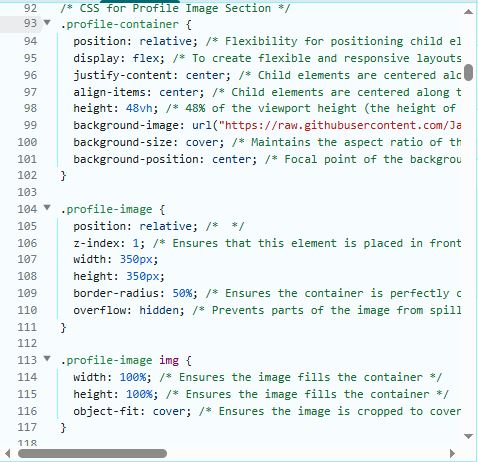 92 /* CSS for Profile Image Section */
93 .profile-container {
94 position: relative; /* Flexibility for positioning child el
95 display: flex; /* To create flexible and responsive layouts
96 justify-content: center; /* Child elements are centered alo
97 align-items: center; /* Child elements are centered along t
98 height: 48vh; /* 48% of the viewport height (the height of
99 background-image: url("https://raw.githubusercontent.com/Ja
100 background-size: cover; /* Maintains the aspect ratio of th
101 background-position: center; /* Focal point of the backgrou
102 }
103
104 .profile-image {
105 position: relative; /*  */
106 z-index: 1; /* Ensures that this element is placed in front
107 width: 350px;
108 height: 350px;
109 border-radius: 50%; /* Ensures the container is perfectly c
110 overflow: hidden; /* Prevents parts of the image from spill
111 }
112
113 .profile-image img {
114 width: 100%; /* Ensures the image fills the container */
115 height: 100%; /* Ensures the image fills the container */
116 object-fit: cover; /* Ensures the image is cropped to cover
117 }
118